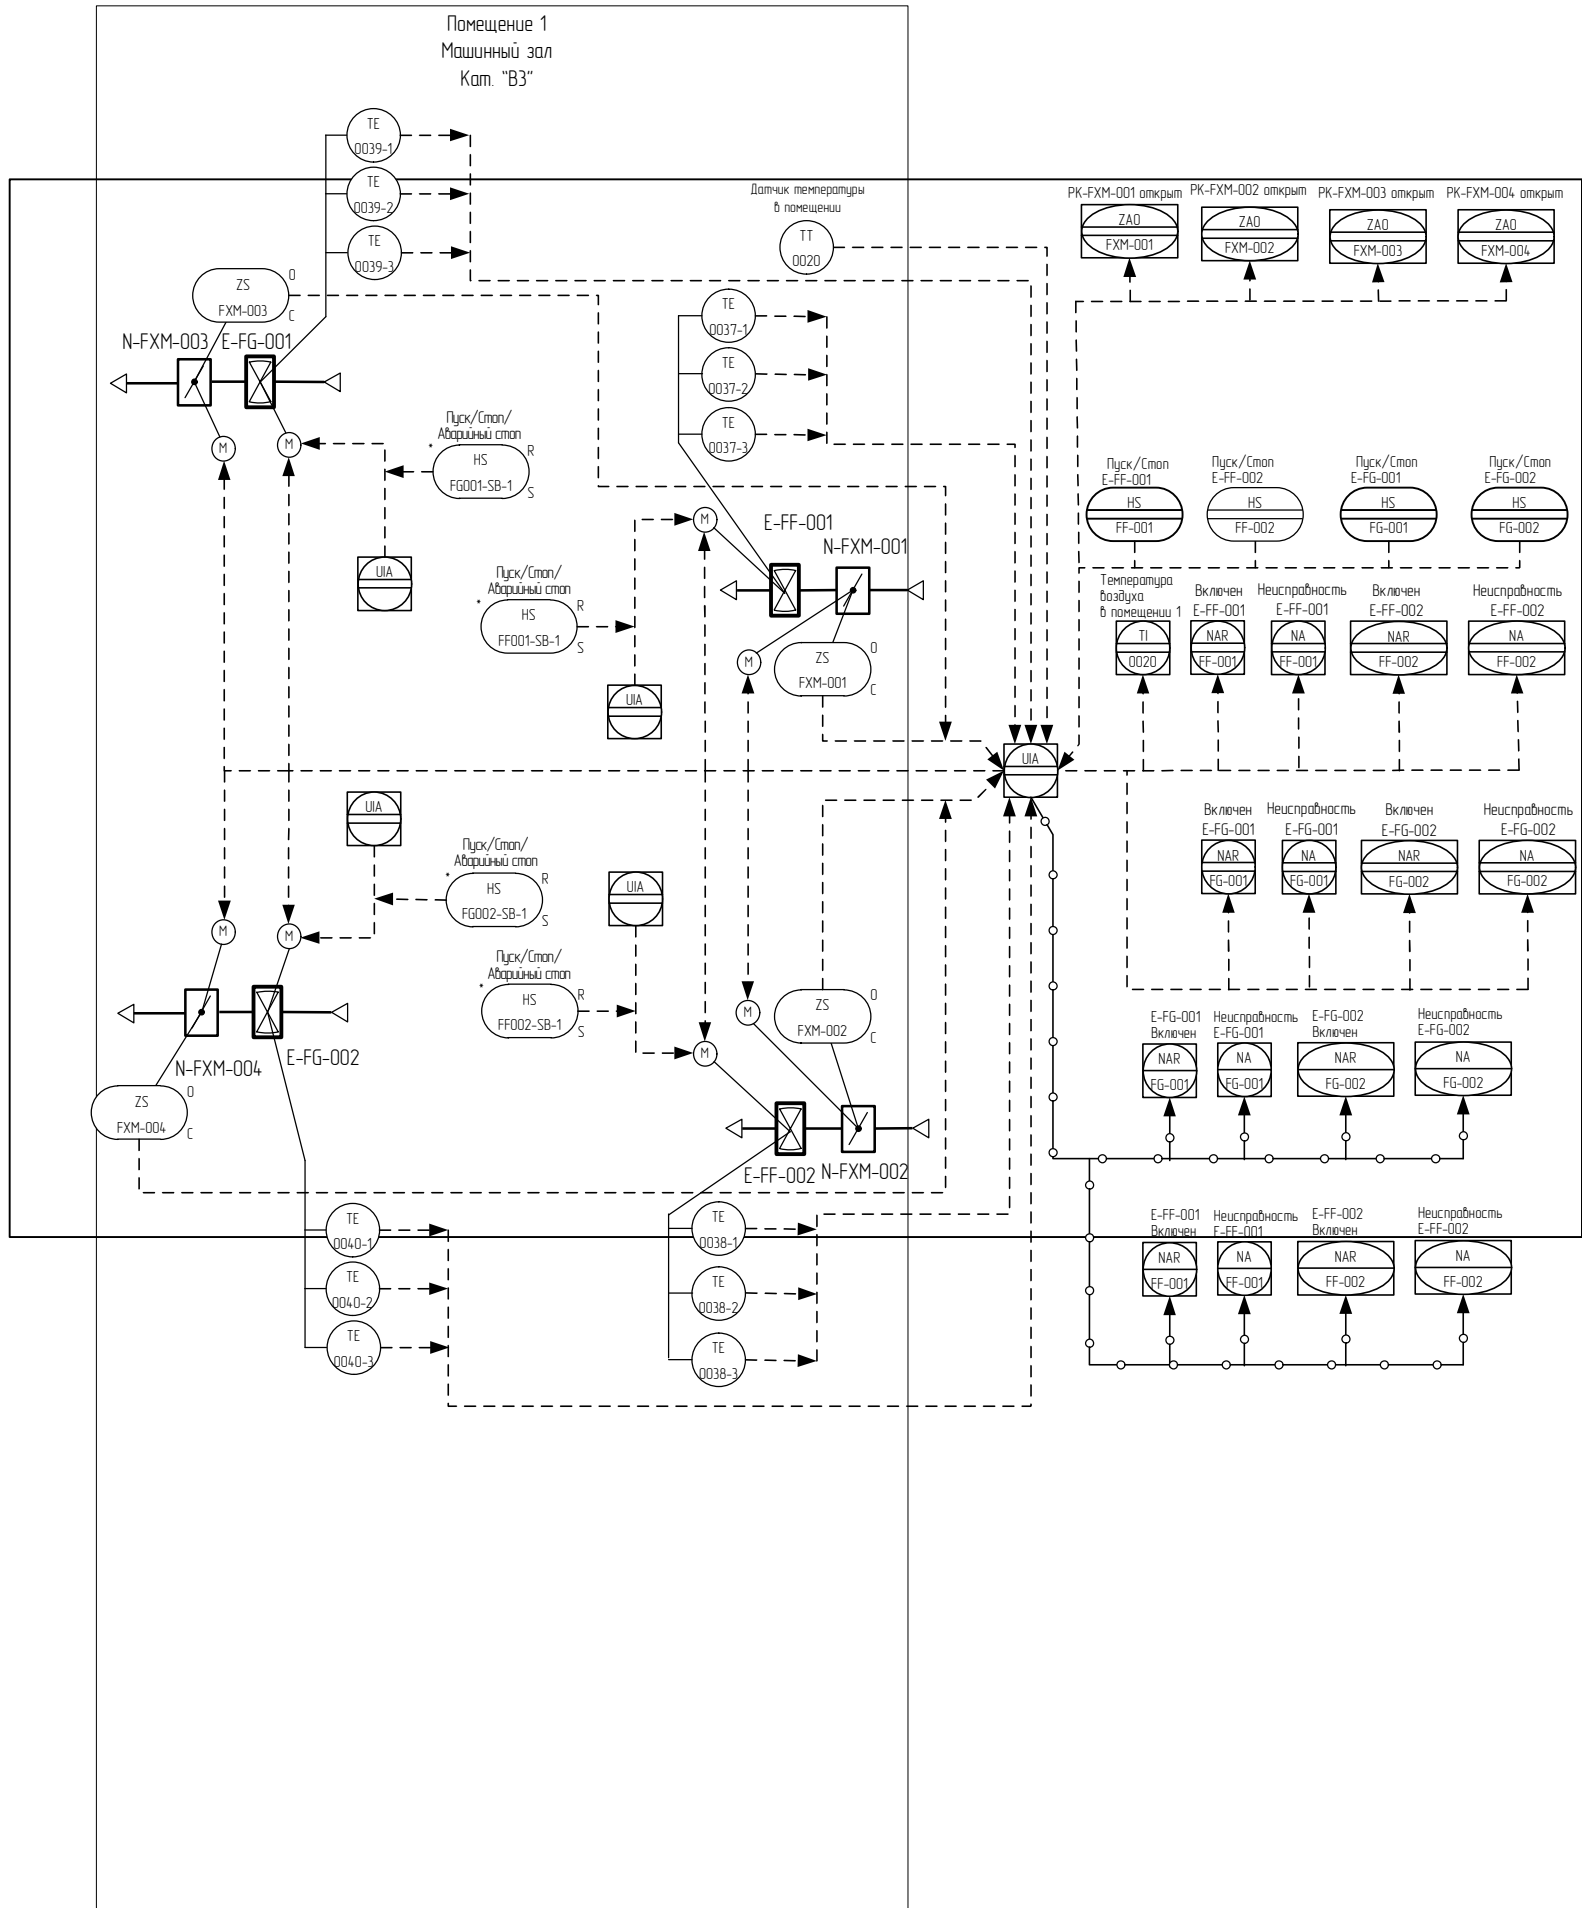 Помещение 1
Машинный зал
Кат. "В3"
TE
0039-1
TE
0039-2
TE
0039-3
Датчик температуры
в помещении
TT
0020
РК-FXM-001 открыт
РК-FXM-002 открыт
РК-FXM-003 открыт
РК-FXM-004 открыт
ZAO
FXM-001
ZAO
FXM-002
ZAO
FXM-003
ZAO
FXM-004
ZS
FXM-003
O
C
N-FXM-003
E-FG-001
TE
0037-1
TE
0037-2
TE
0037-3
M
M
Пуск/Стоп/
Аварийный стоп
*
HS
FG001-SB-1
R
S
UIA
Пуск/Стоп
E-FF-001
HS
FF-001
Пуск/Стоп
E-FF-002
HS
FF-002
Пуск/Стоп
E-FG-001
HS
FG-001
Пуск/Стоп
E-FG-002
HS
FG-002
M
E-FF-001
N-FXM-001
Пуск/Стоп/
Аварийный стоп
*
HS
FF001-SB-1
R
S
UIA
M
ZS
FXM-001
O
C
Температура
воздуха
в помещении 1
TI
0020
Включен
E-FF-001
NAR
FF-001
Неисправность
E-FF-001
NA
FF-001
Включен
E-FF-002
NAR
FF-002
Неисправность
E-FF-002
NA
FF-002
UIA
UIA
Пуск/Стоп/
Аварийный стоп
*
HS
FG002-SB-1
R
S
UIA
Включен
E-FG-001
NAR
FG-001
Неисправность
E-FG-001
NA
FG-001
Включен
E-FG-002
NAR
FG-002
Неисправность
E-FG-002
NA
FG-002
M
M
Пуск/Стоп/
Аварийный стоп
*
HS
FF002-SB-1
R
S
M
M
ZS
FXM-002
O
C
N-FXM-004
E-FG-002
ZS
FXM-004
O
C
E-FG-001
Включен
NAR
FG-001
Неисправность
E-FG-001
NA
FG-001
E-FG-002
Включен
NAR
FG-002
Неисправность
E-FG-002
NA
FG-002
E-FF-002
N-FXM-002
TE
0040-1
TE
0040-2
TE
0040-3
TE
0038-1
TE
0038-2
TE
0038-3
E-FF-001
Включен
NAR
FF-001
Неисправность
E-FF-001
NA
FF-001
E-FF-002
Включен
NAR
FF-002
Неисправность
E-FF-002
NA
FF-002